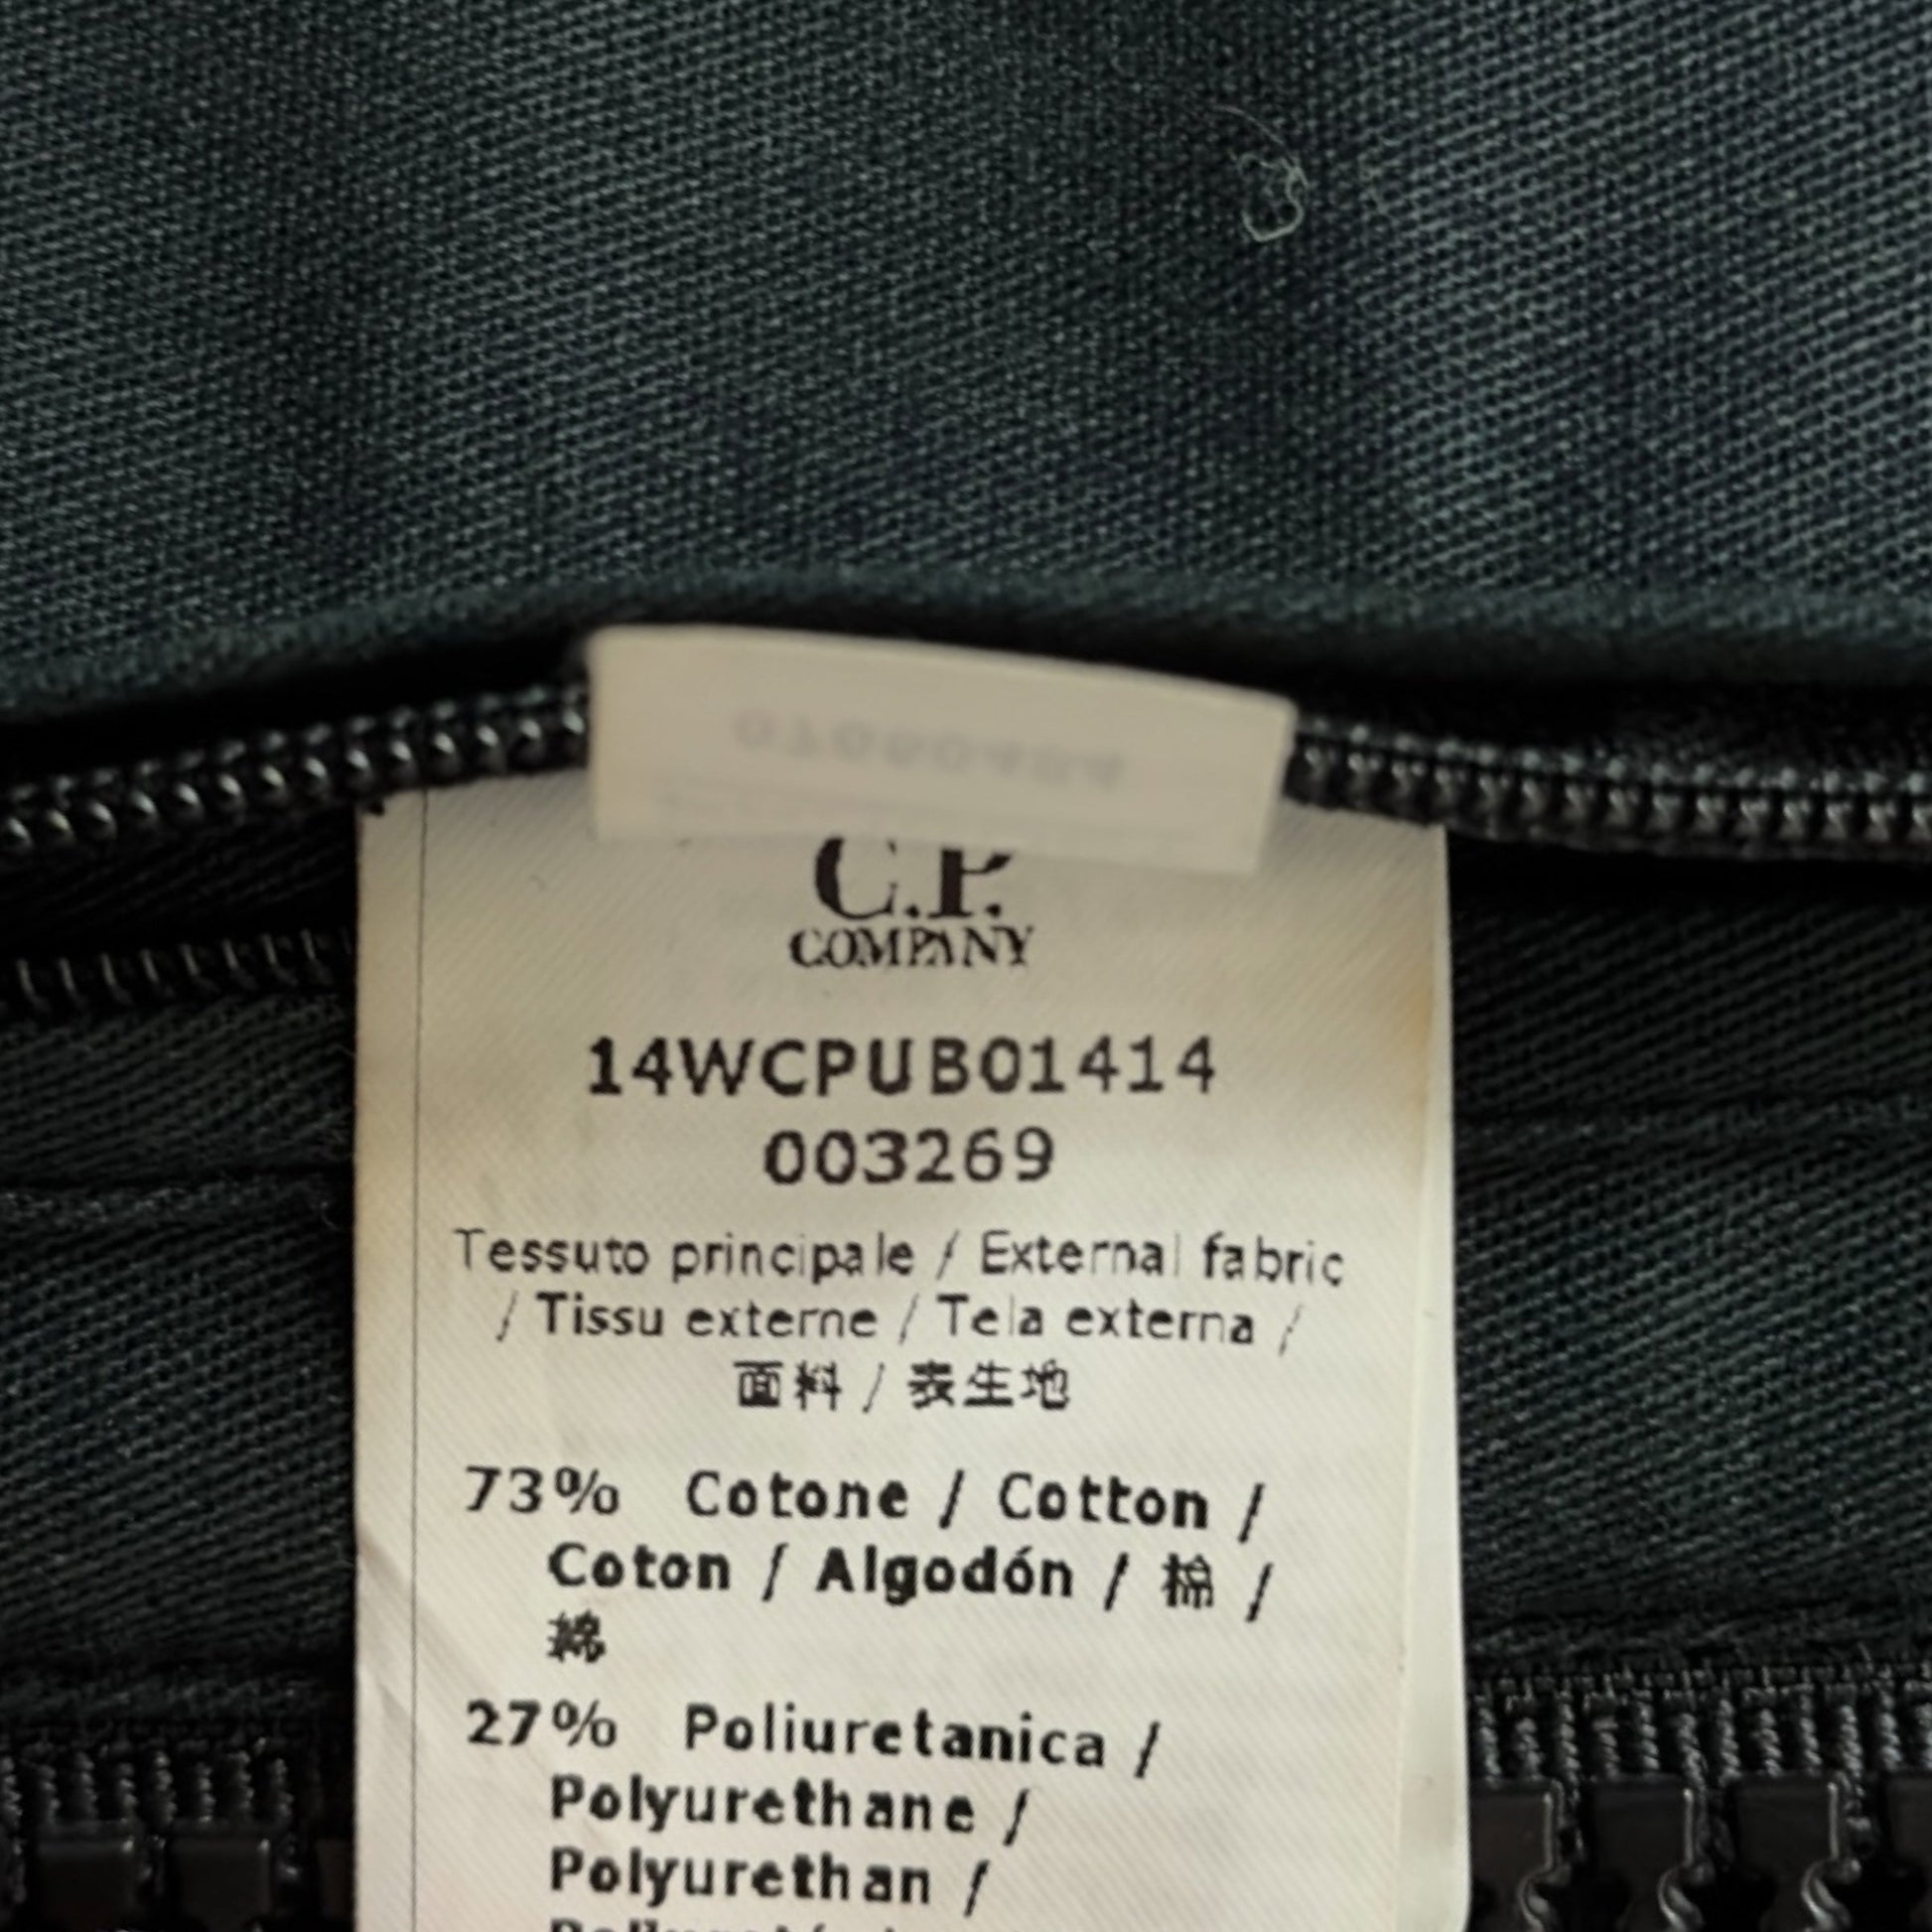 C.P.
COMPANY
14WCPUB01414
003269
Tessuto principale / External fabric
/ Tissu externe / Tela externa /
面料 / 表生地
73% Cotone / Cotton /
Coton / Algodón / 棉 /
綿
27% Poliuretanica /
Polyurethane /
Polyurethan /